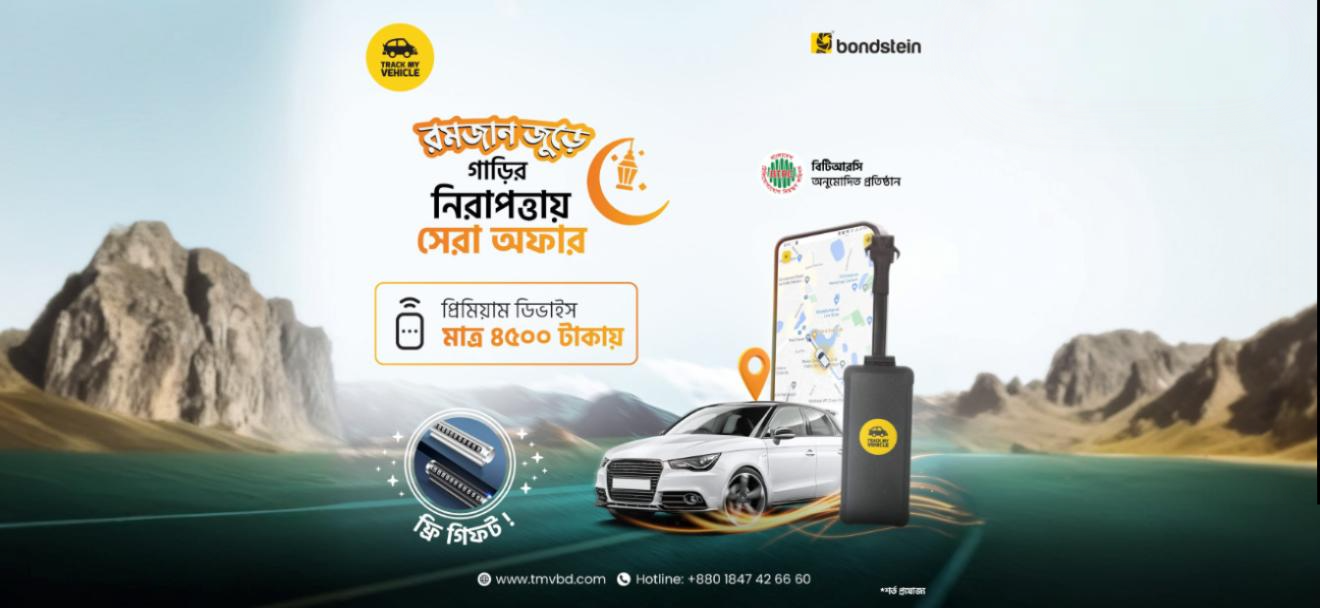 TRACK MY
VEHICLE
bondstein
রমজান জুড়ে
গাড়ির
নিরাপত্তায়
সেরা অফার
BTRC
বিটিআরসি
অনুমোদিত প্রতিষ্ঠান
প্রিমিয়াম ডিভাইস
মাত্র ৪৫০০ টাকায়
TRACK MY
VEHICLE
ফ্রি গিফট!
www.tmvbd.com
Hotline: +880 1847 42 66 60
*শর্ত প্রযোজ্য